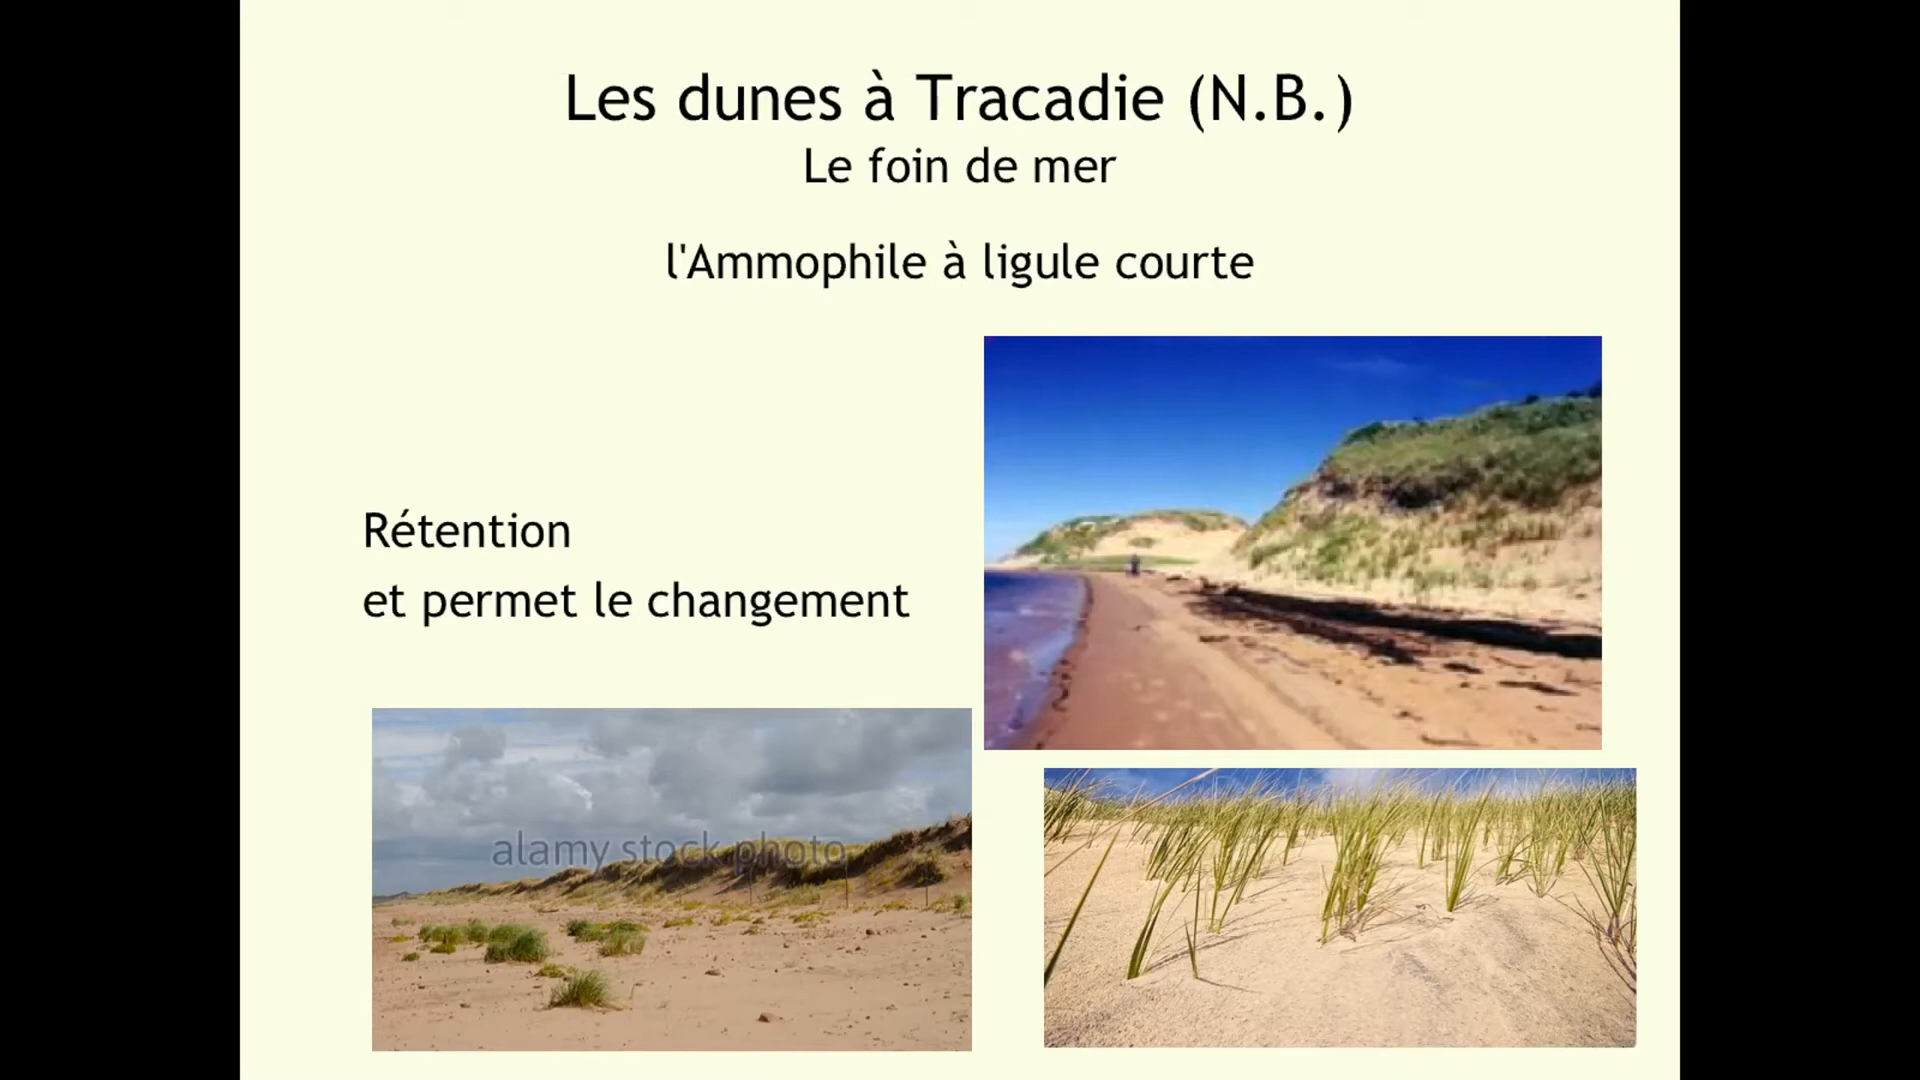 Les dunes à Tracadie (N.B.)
Le foin de mer
l'Ammophile à ligule courte
Rétention
et permet le changement
alamy stock photo